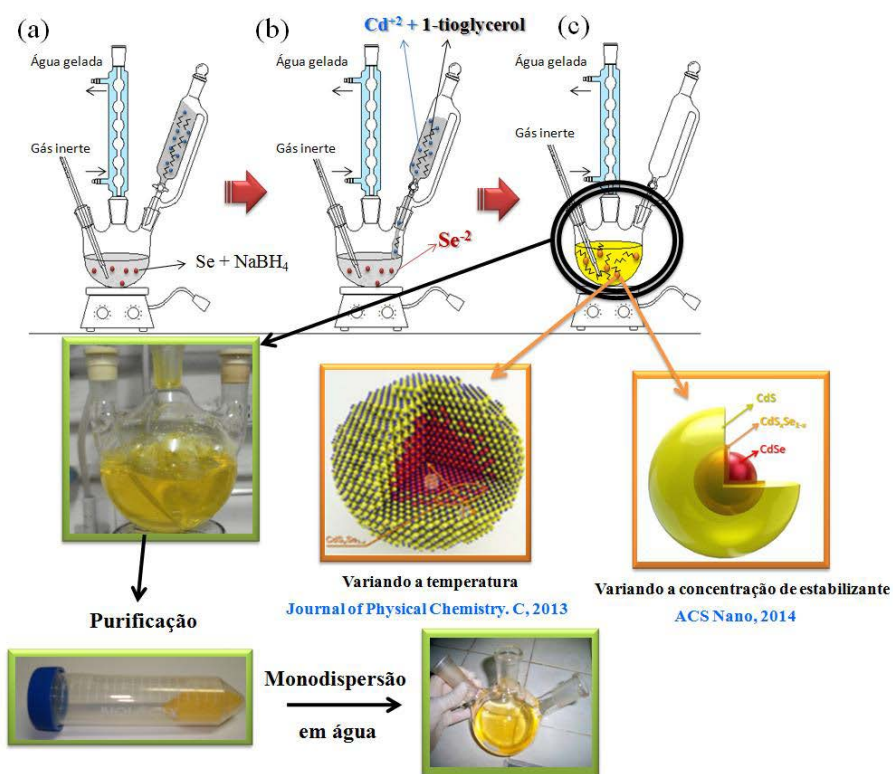 (a)
(b)
Cd+2 + 1-tioglycerol
(c)
Água gelada
Água gelada
Água gelada
Gás inerte
Gás inerte
Gás inerte
Se + NaBH4
Se-2
CdS
CdSxSe1-x
CdSe
Variando a temperatura
Journal of Physical Chemistry. C, 2013
Variando a concentração de estabilizante
ACS Nano, 2014
Purificação
Monodispersão
em água